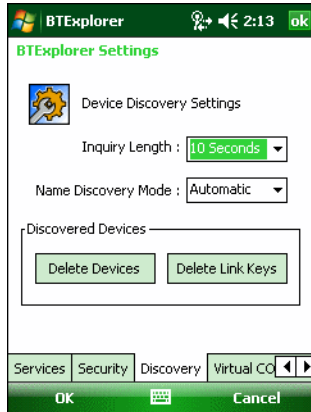 BTExplorer 2:13 ok
BTExplorer Settings
Device Discovery Settings
Inquiry Length : 10 Seconds
Name Discovery Mode : Automatic
Discovered Devices
Delete Devices Delete Link Keys
Services Security Discovery Virtual CO
OK Cancel